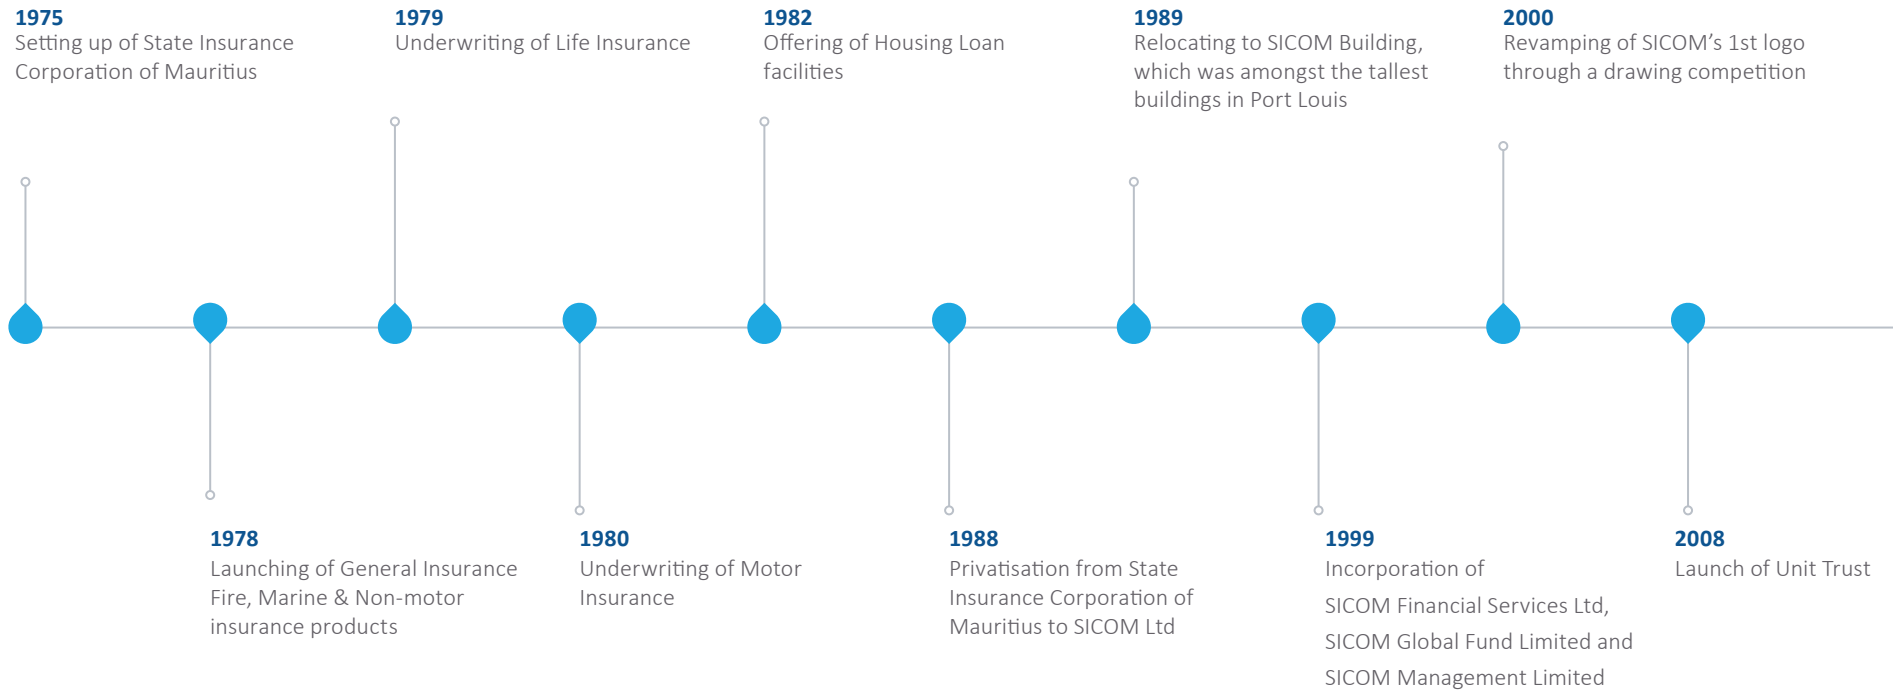 1975
Setting up of State Insurance
Corporation of Mauritius
1979
Underwriting of Life Insurance
1982
Offering of Housing Loan
facilities
1989
Relocating to SICOM Building,
which was amongst the tallest
buildings in Port Louis
2000
Revamping of SICOM’s 1st logo
through a drawing competition
1978
Launching of General Insurance
Fire, Marine & Non-motor
insurance products
1980
Underwriting of Motor
Insurance
1988
Privatisation from State
Insurance Corporation of
Mauritius to SICOM Ltd
1999
Incorporation of
SICOM Financial Services Ltd,
SICOM Global Fund Limited and
SICOM Management Limited
2008
Launch of Unit Trust